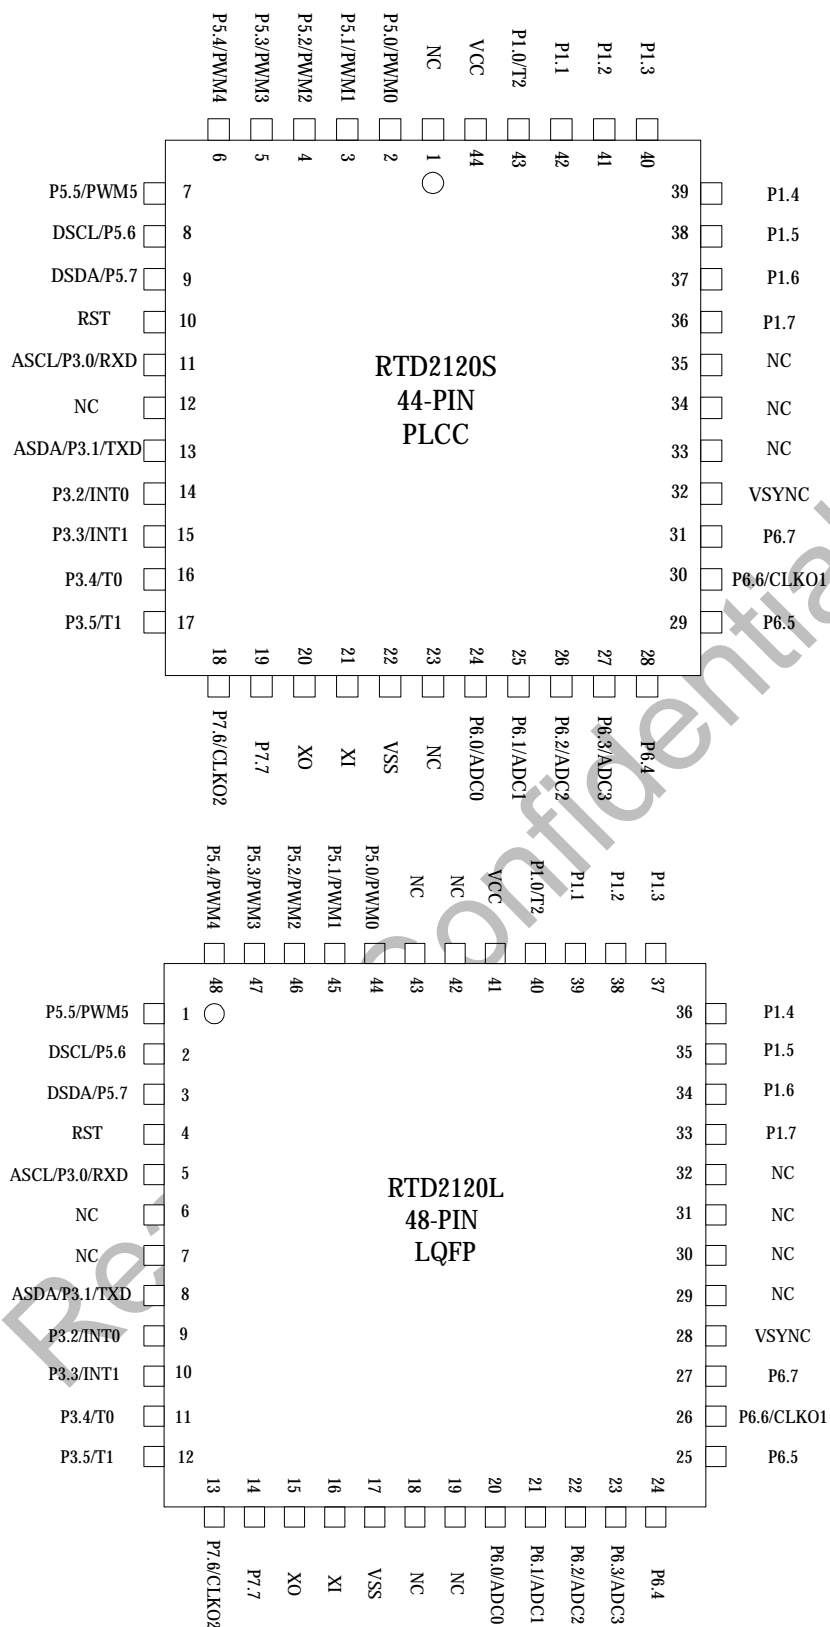 P5.4/PWM4
P5.3/PWM3
P5.2/PWM2
P5.1/PWM1
P5.0/PWM0
NC
VCC
P1.0/T2
P1.1
P1.2
P1.3
6
5
4
3
2
1
44
43
42
41
40
P5.5/PWM5 7
DSCL/P5.6 8
DSDA/P5.7 9
RST 10
ASCL/P3.0/RXD 11
NC 12
ASDA/P3.1/TXD 13
P3.2/INT0 14
P3.3/INT1 15
P3.4/T0 16
P3.5/T1 17
RTD2120S
44-PIN
PLCC
39 P1.4
38 P1.5
37 P1.6
36 P1.7
35 NC
34 NC
33 NC
32 VSYNC
31 P6.7
30 P6.6/CLKO1
29 P6.5
18
19
20
21
22
23
24
25
26
27
28
P7.6/CLKO2
P7.7
XO
XI
VSS
NC
P6.0/ADC0
P6.1/ADC1
P6.2/ADC2
P6.3/ADC3
P6.4
P5.4/PWM4
P5.3/PWM3
P5.2/PWM2
P5.1/PWM1
P5.0/PWM0
NC
NC
VCC
P1.0/T2
P1.1
P1.2
P1.3
48
47
46
45
44
43
42
41
40
39
38
37
P5.5/PWM5 1
DSCL/P5.6 2
DSDA/P5.7 3
RST 4
ASCL/P3.0/RXD 5
NC 6
NC 7
ASDA/P3.1/TXD 8
P3.2/INT0 9
P3.3/INT1 10
P3.4/T0 11
P3.5/T1 12
RTD2120L
48-PIN
LQFP
36 P1.4
35 P1.5
34 P1.6
33 P1.7
32 NC
31 NC
30 NC
29 NC
28 VSYNC
27 P6.7
26 P6.6/CLKO1
25 P6.5
13
14
15
16
17
18
19
20
21
22
23
24
P7.6/CLKO2
P7.7
XO
XI
VSS
NC
NC
P6.0/ADC0
P6.1/ADC1
P6.2/ADC2
P6.3/ADC3
P6.4
Confidential